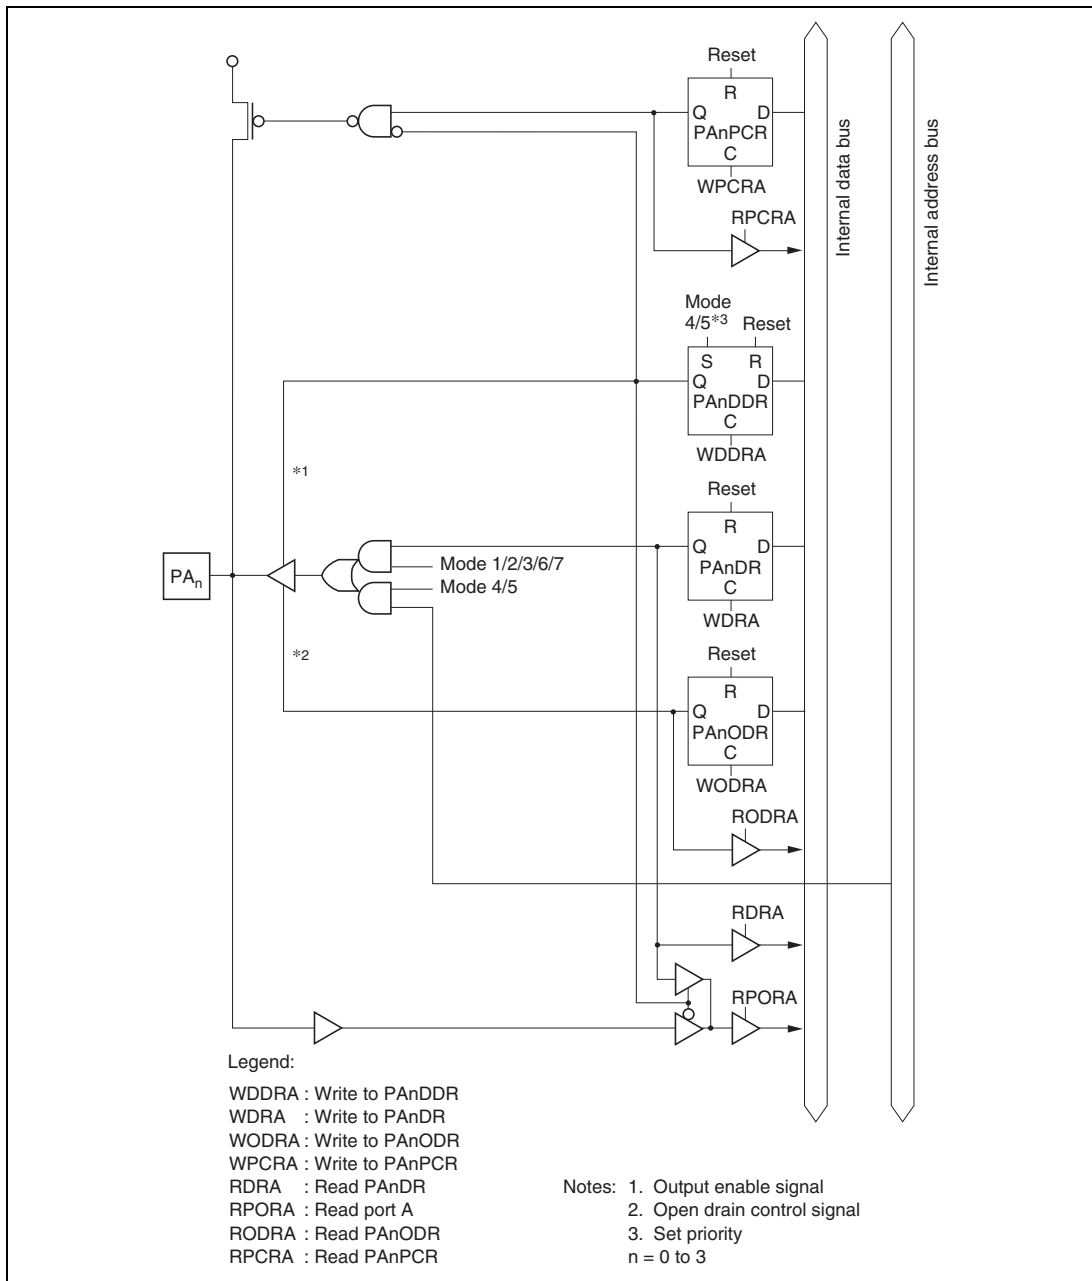 Reset
R
Q D
PAnPCR
C
WPCRA
RPCRA
Internal data bus
Internal address bus
Mode
4/5*3 Reset
S R
Q D
PAnDDR
C
WDDRA
*1
Reset
R
Q D
PAnDR
C
WDRA
Mode 1/2/3/6/7
Mode 4/5
PAn
*2
Reset
R
Q D
PAnODR
C
WODRA
RODRA
RDRA
RPORA
Legend:
WDDRA : Write to PAnDDR
WDRA : Write to PAnDR
WODRA : Write to PAnODR
WPCRA : Write to PAnPCR
RDRA : Read PAnDR
RPORA : Read port A
RODRA : Read PAnODR
RPCRA : Read PAnPCR
Notes: 1. Output enable signal
2. Open drain control signal
3. Set priority
n = 0 to 3